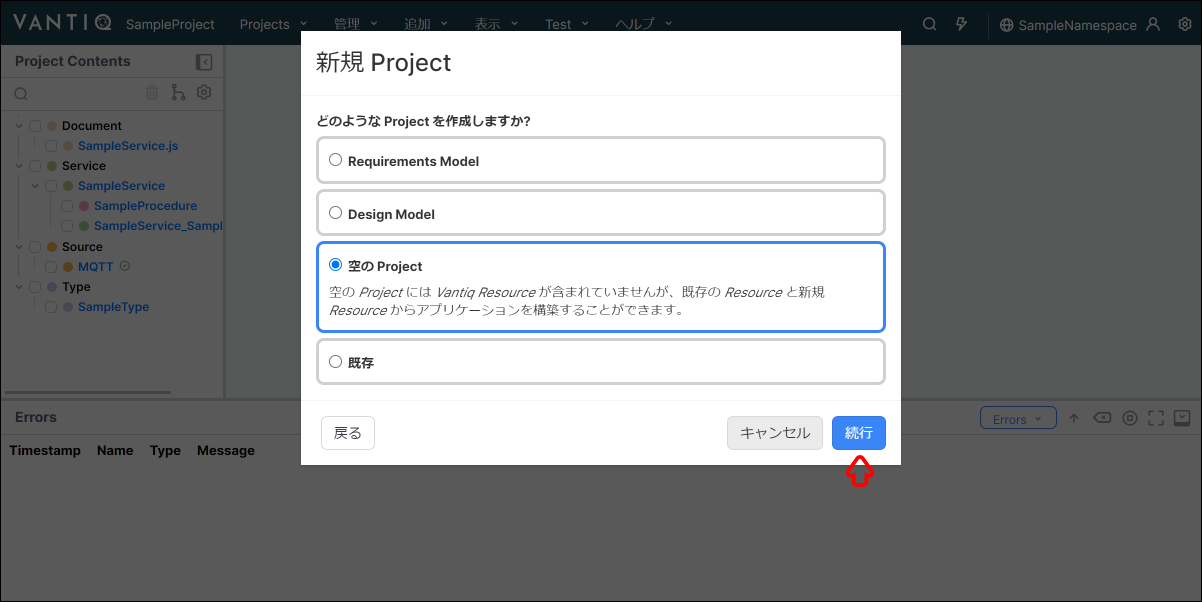 VANTIQ SampleProject Projects 管理 追加 表示 Test ヘルプ SampleNamespace
Project Contents
Document
SampleService.js
Service
SampleService
SampleProcedure
SampleService_Sampl
Source
MQTT
Type
SampleType
新規 Project
どのような Project を作成しますか?
Requirements Model
Design Model
空の Project
空の Project には Vantiq Resource が含まれていませんが、既存の Resource と新規
Resource からアプリケーションを構築することができます。
既存
戻る キャンセル 続行
Errors Errors
Timestamp Name Type Message